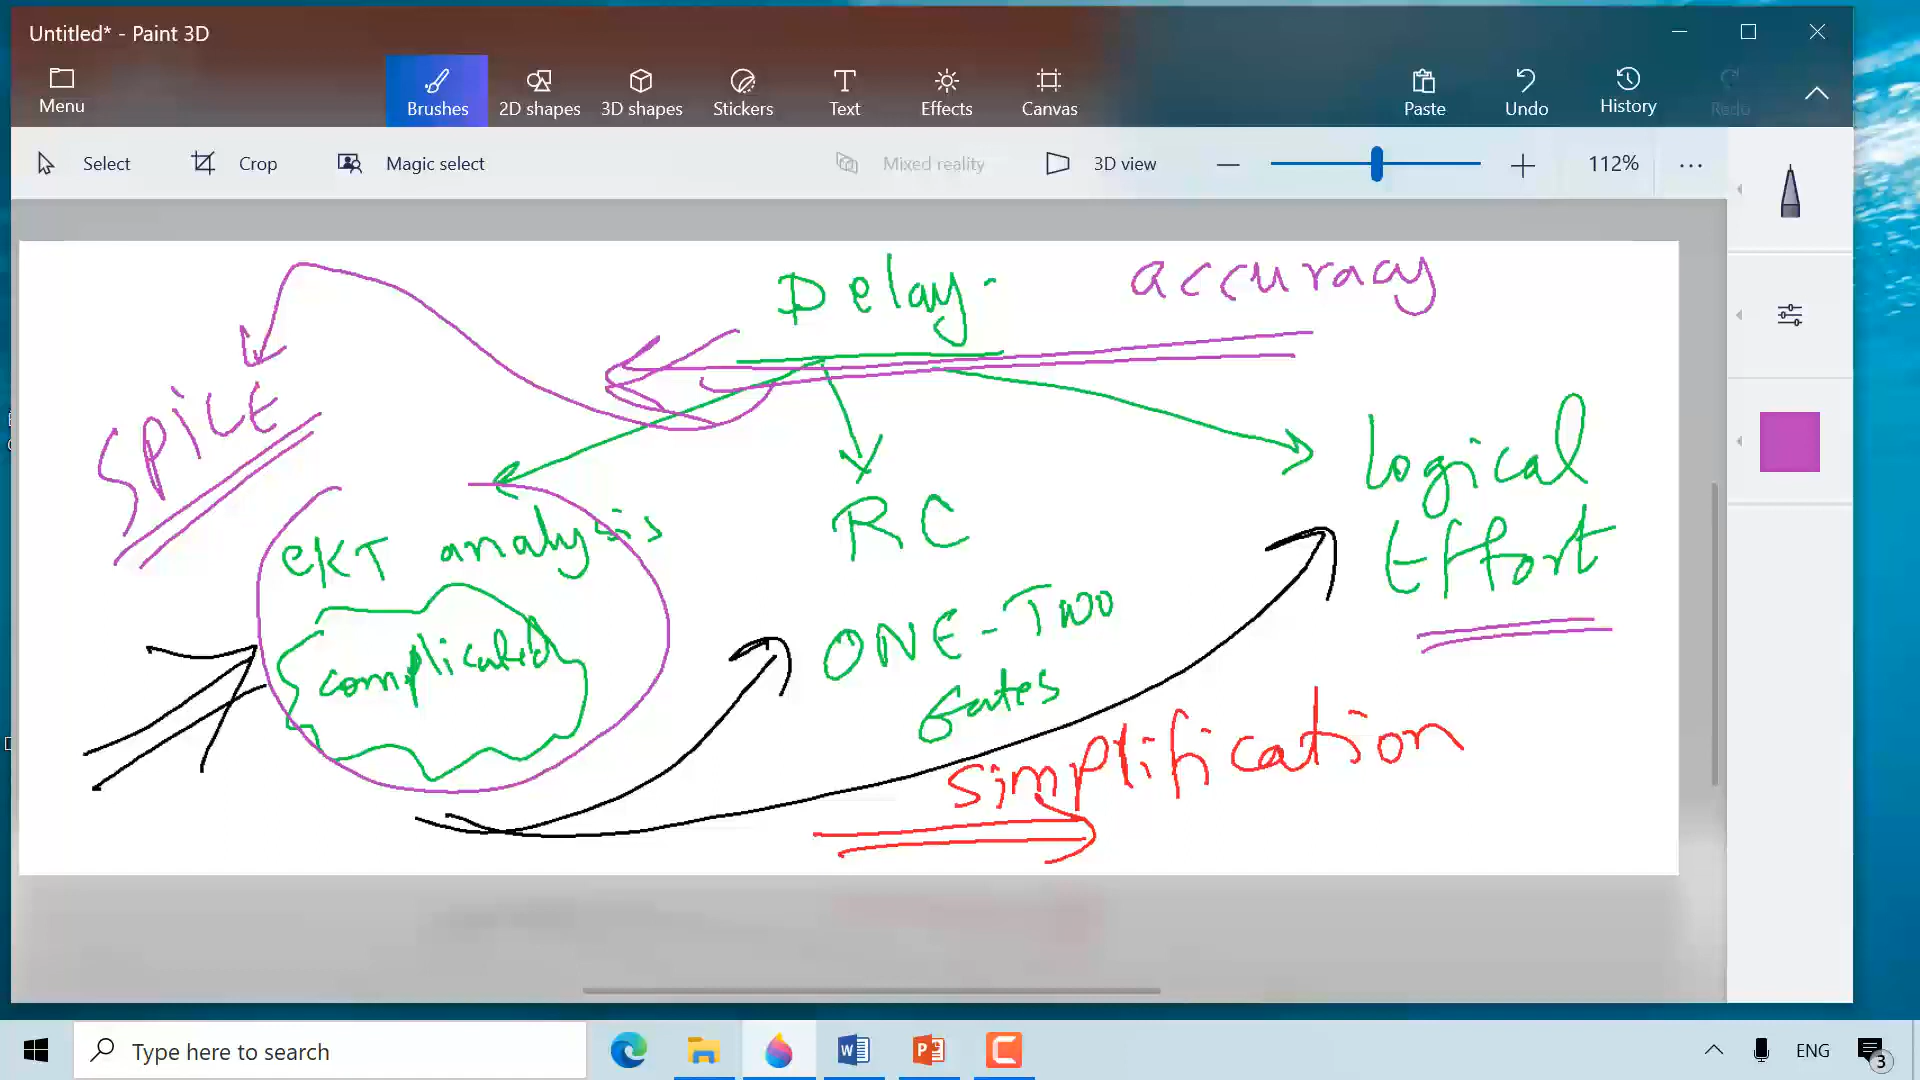 Untitled* - Paint 3D
Menu
Brushes
2D shapes
3D shapes
Stickers
Text
Effects
Canvas
Paste
Undo
History
Redo
Select
Crop
Magic select
Mixed reality
3D view
112%
Delay
accuracy
SPICE
Logical
Effort
CKT analysis
complicated
RC
ONE-Two
Gates
simplification
Type here to search
ENG
3